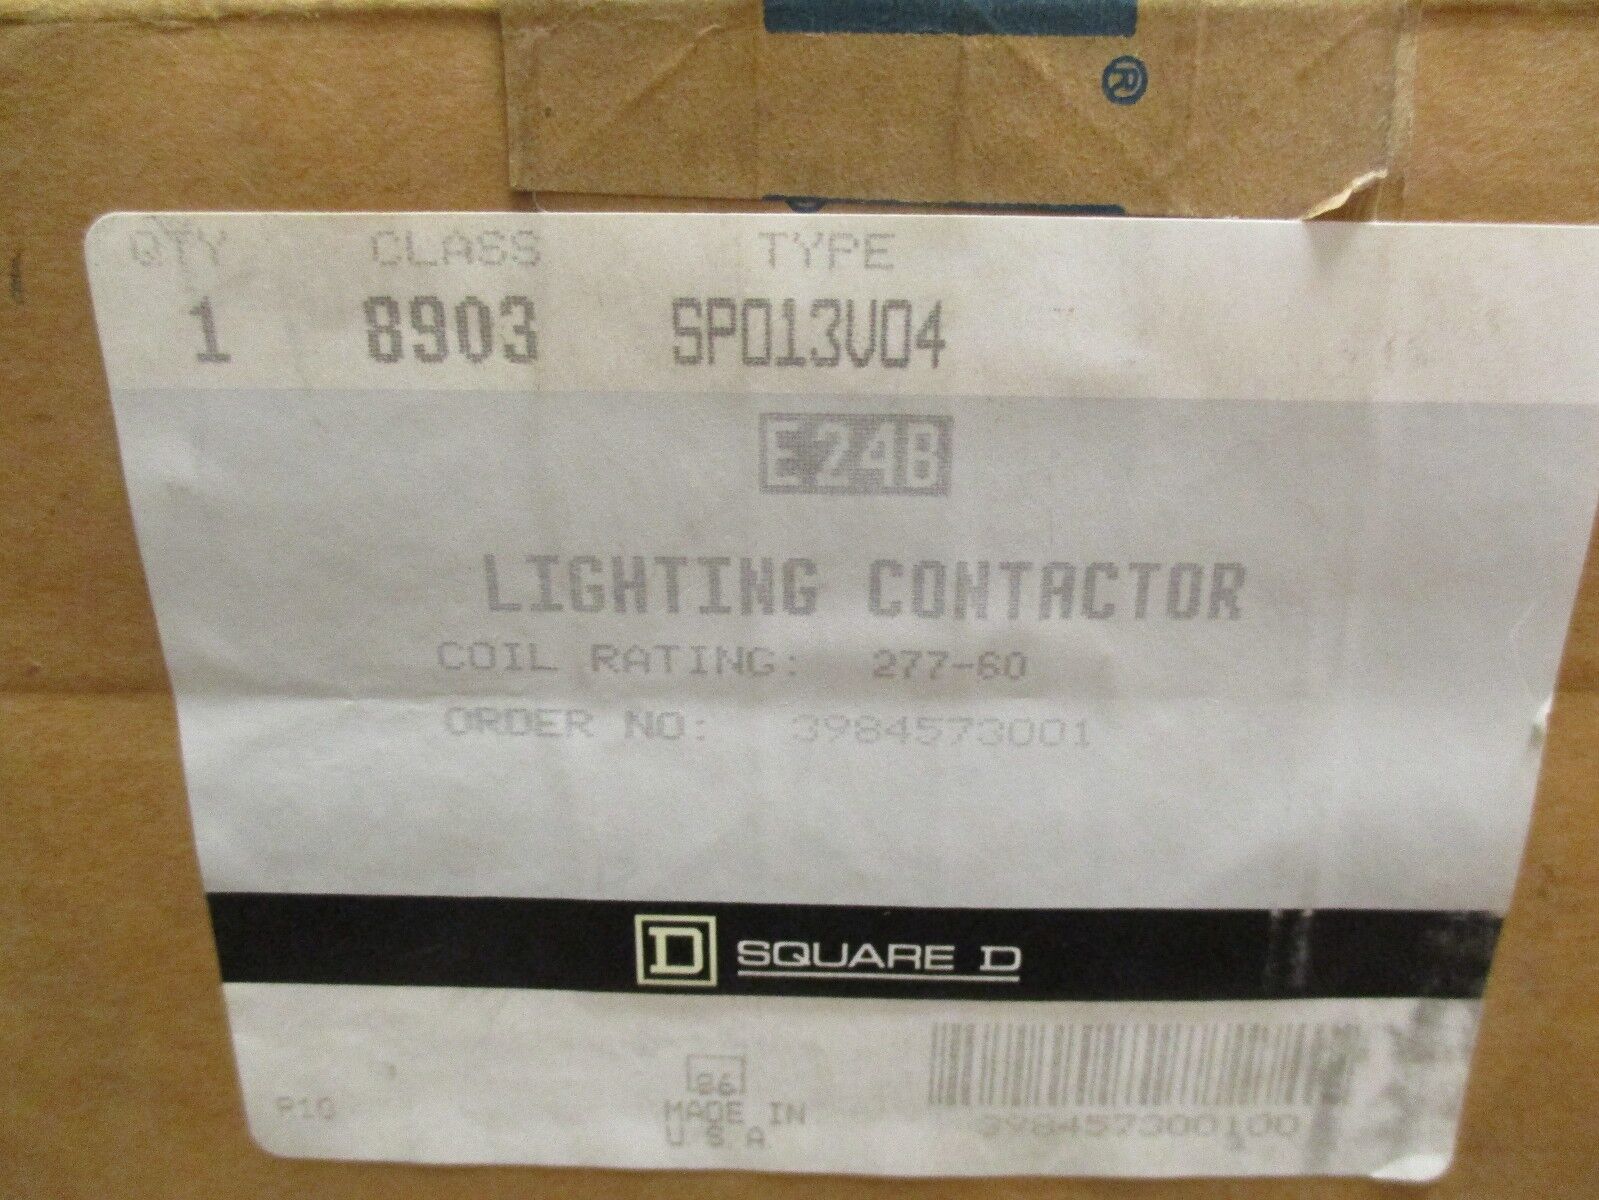 ®
QTY CLASS TYPE
1 8903 SPO13V04
E24B
LIGHTING CONTACTOR
COIL RATING: 277-60
ORDER NO: 3984573001
D SQUARE D
86
MADE IN
U S A
P10
398457300100